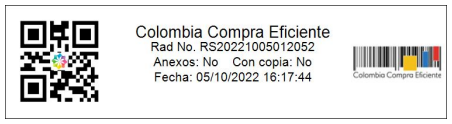 Colombia Compra Eficiente
Rad No. RS20221005012052
Anexos: No Con copia: No
Fecha: 05/10/2022 16:17:44
Colombia Compra Eficiente